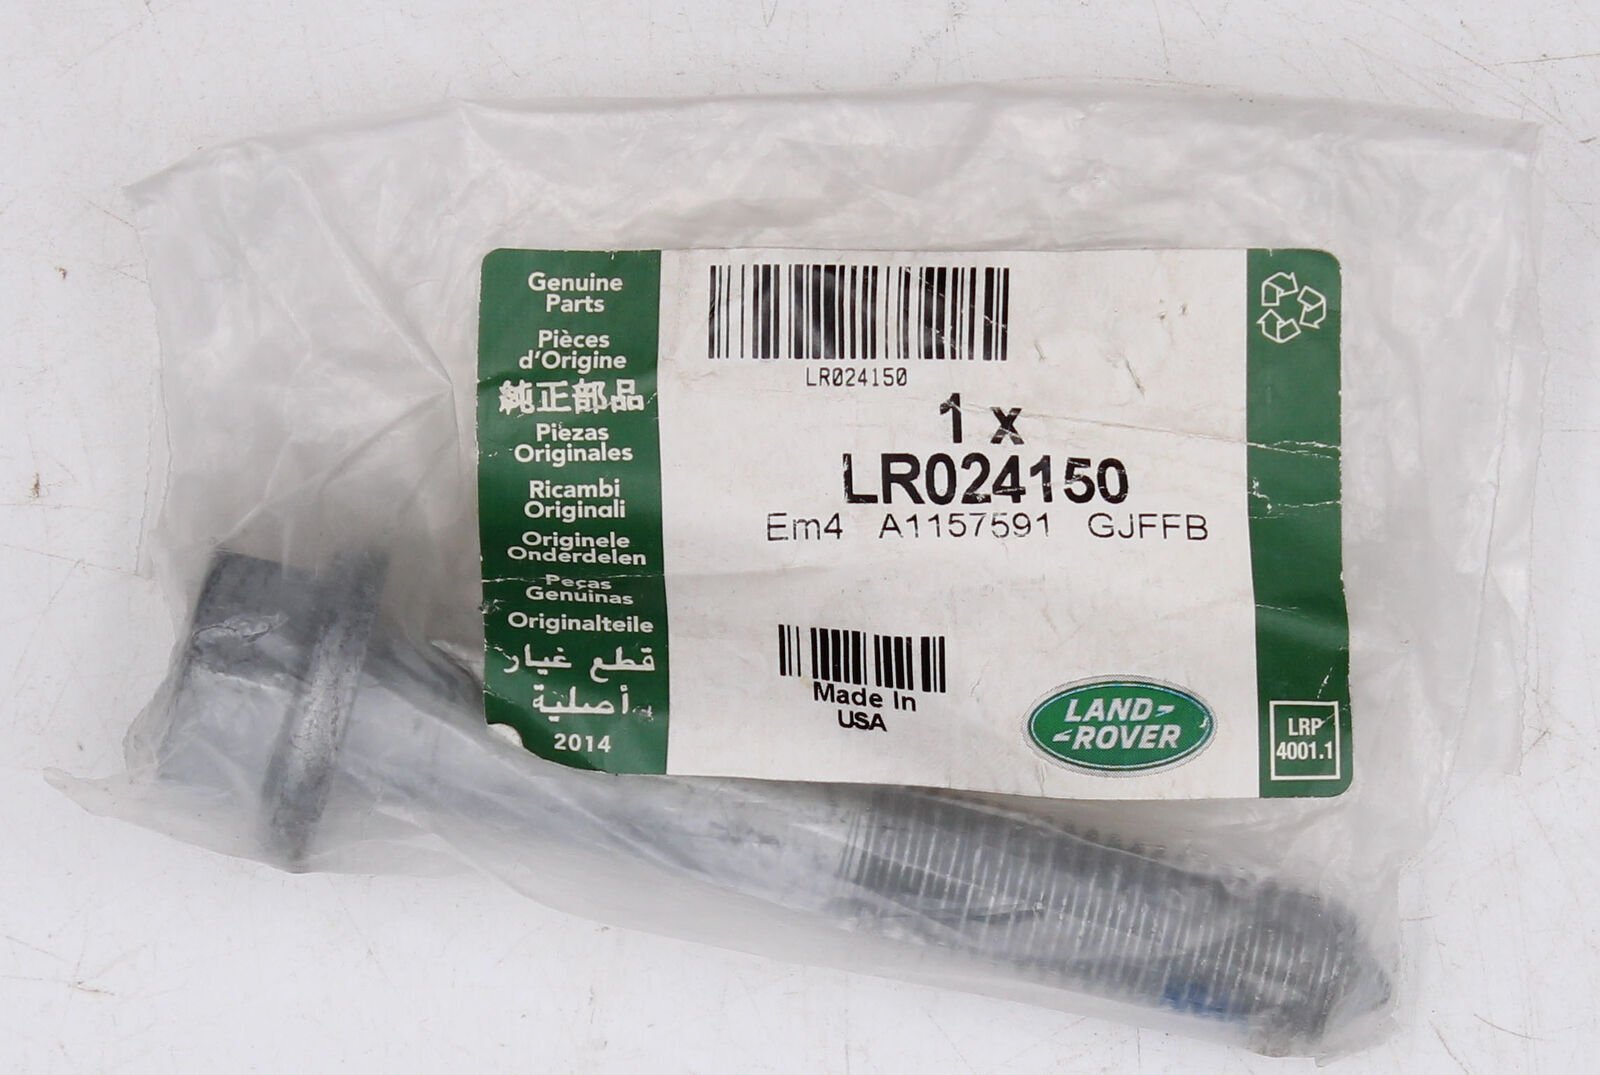 Genuine
Parts
Pièces
d'Origine
純正部品
Piezas
Originales
Ricambi
Originali
Originele
Onderdelen
Peças
Genuinas
Originalteile
قطع غيار
أصلية
2014
LR024150
1 x
LR024150
Em4 A1157591 GJFFB
Made In
USA
LAND
ROVER
LRP
4001.1